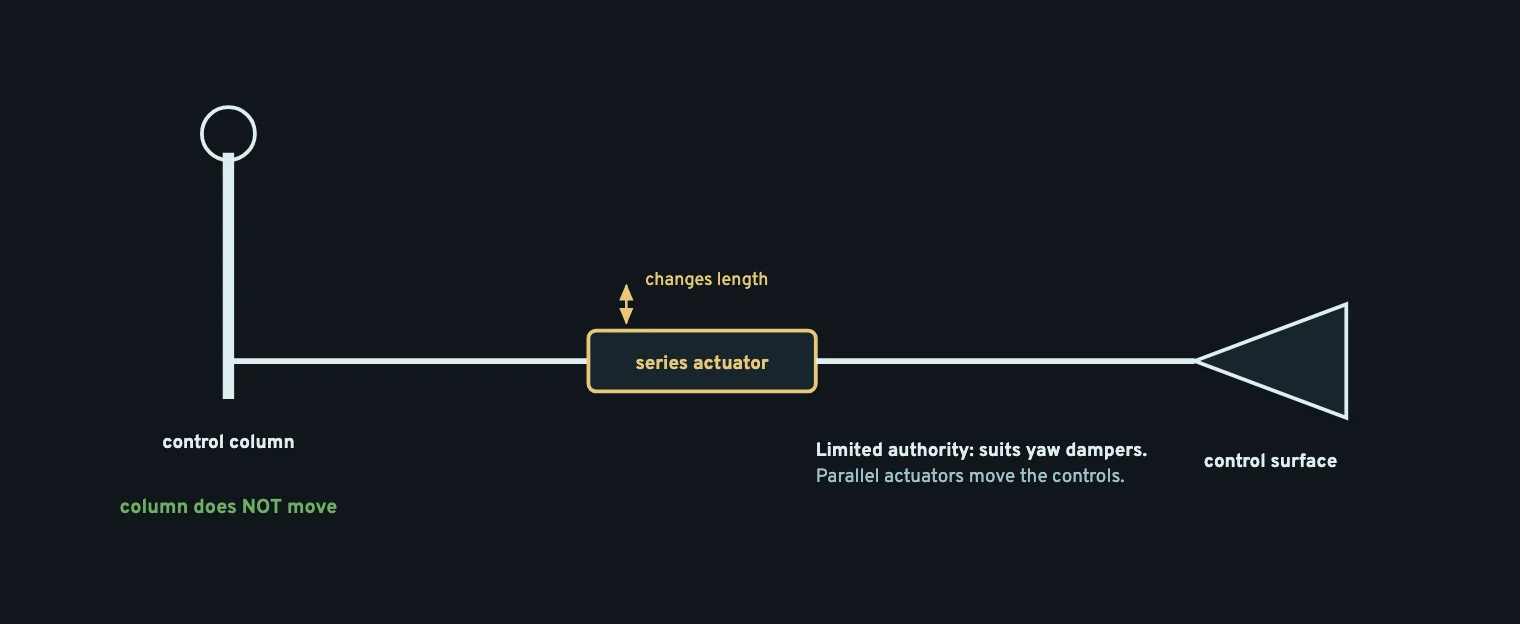 changes length
series actuator
control column
Limited authority: suits yaw dampers.
Parallel actuators move the controls.
control surface
column does NOT move